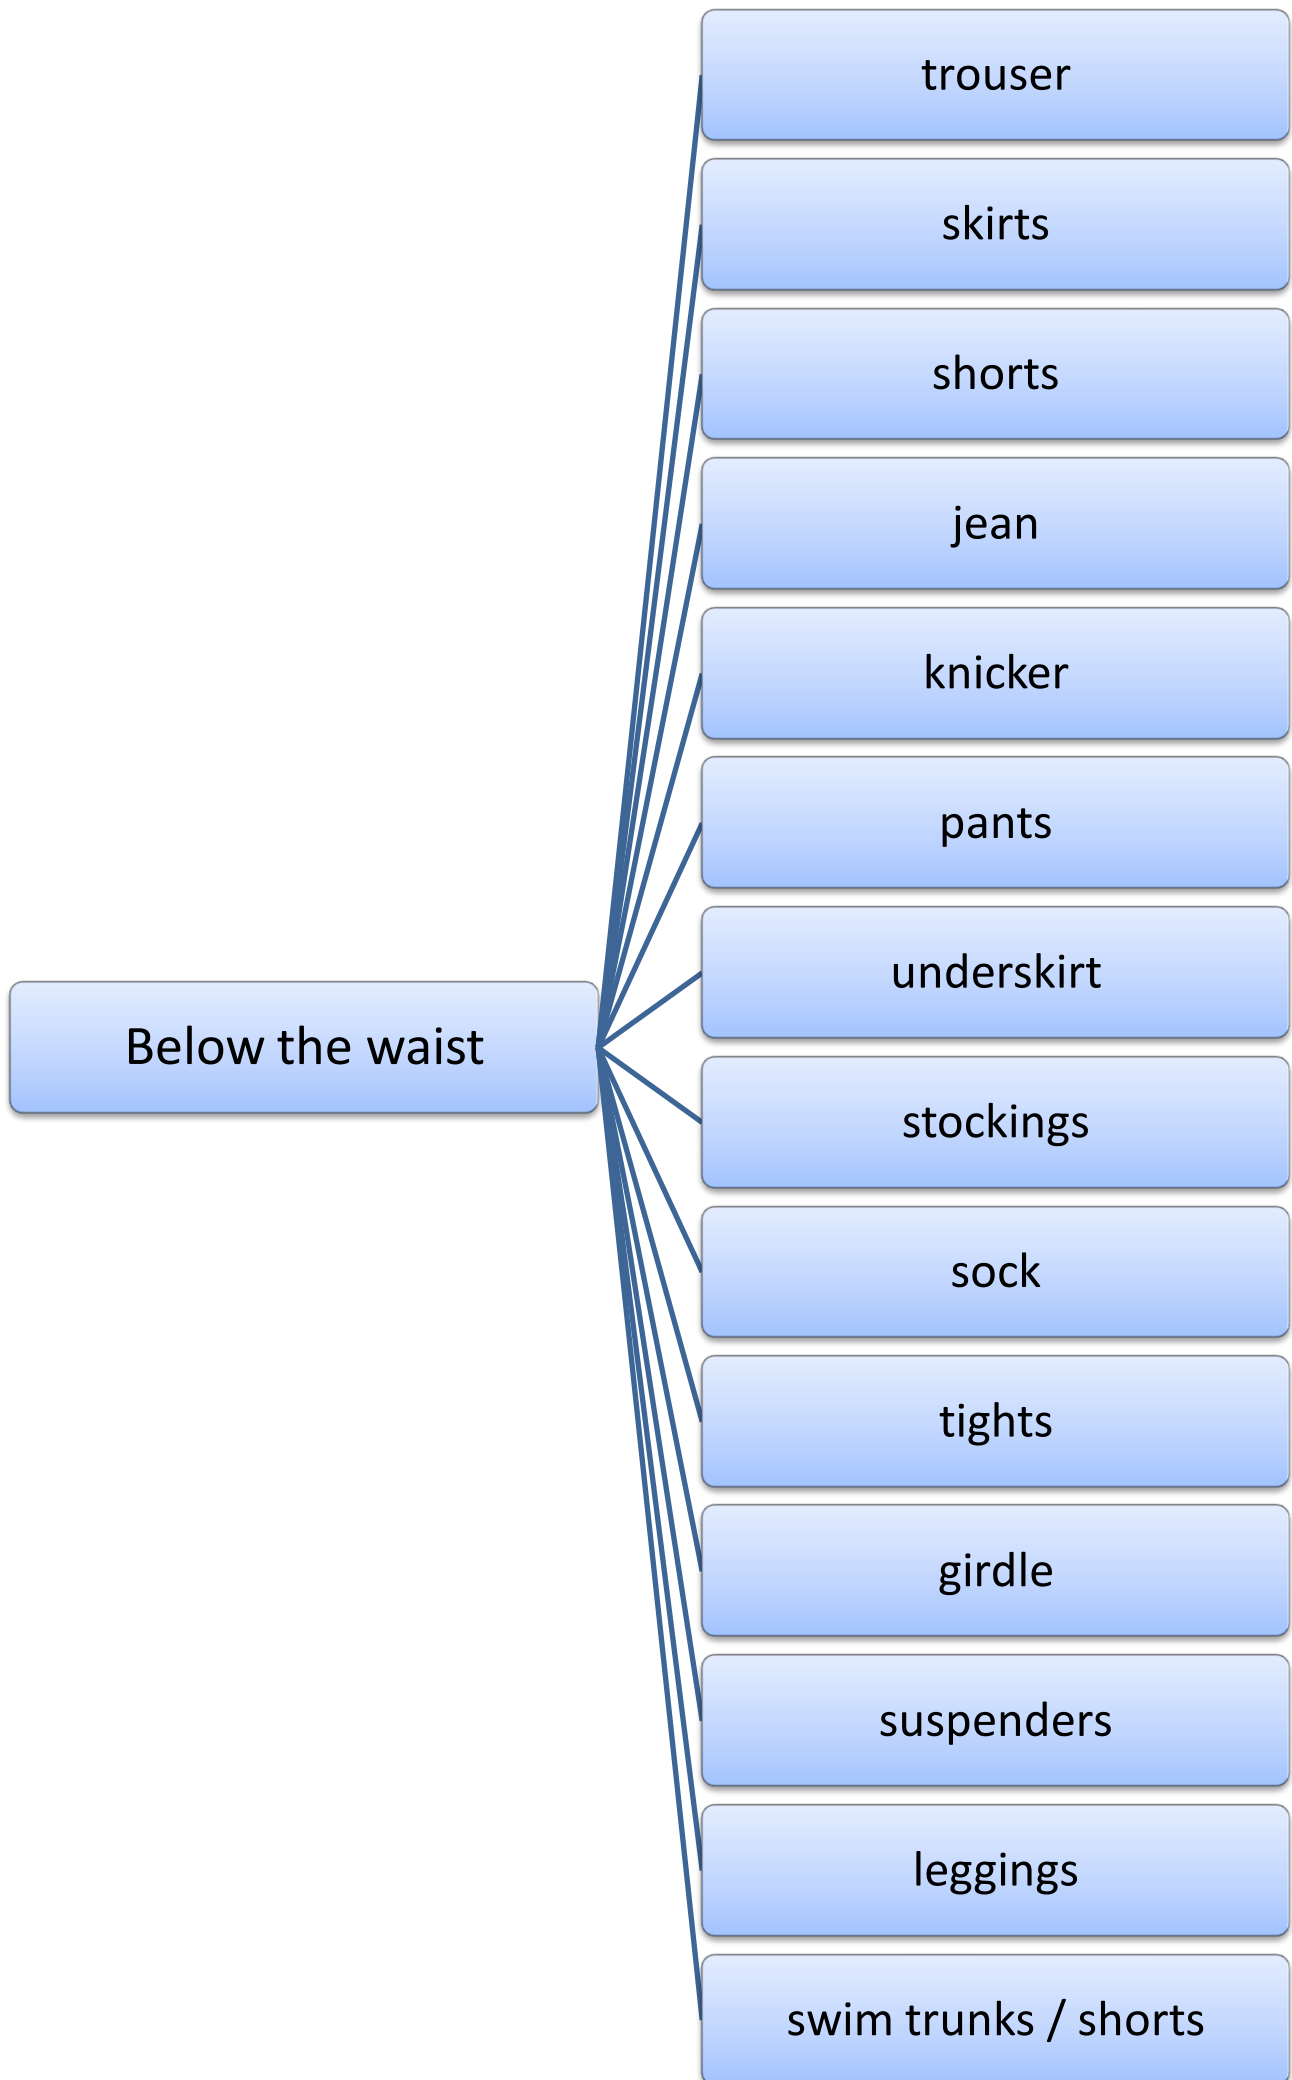 trouser
skirts
shorts
jean
knicker
pants
underskirt
Below the waist
stockings
sock
tights
girdle
suspenders
leggings
swim trunks / shorts